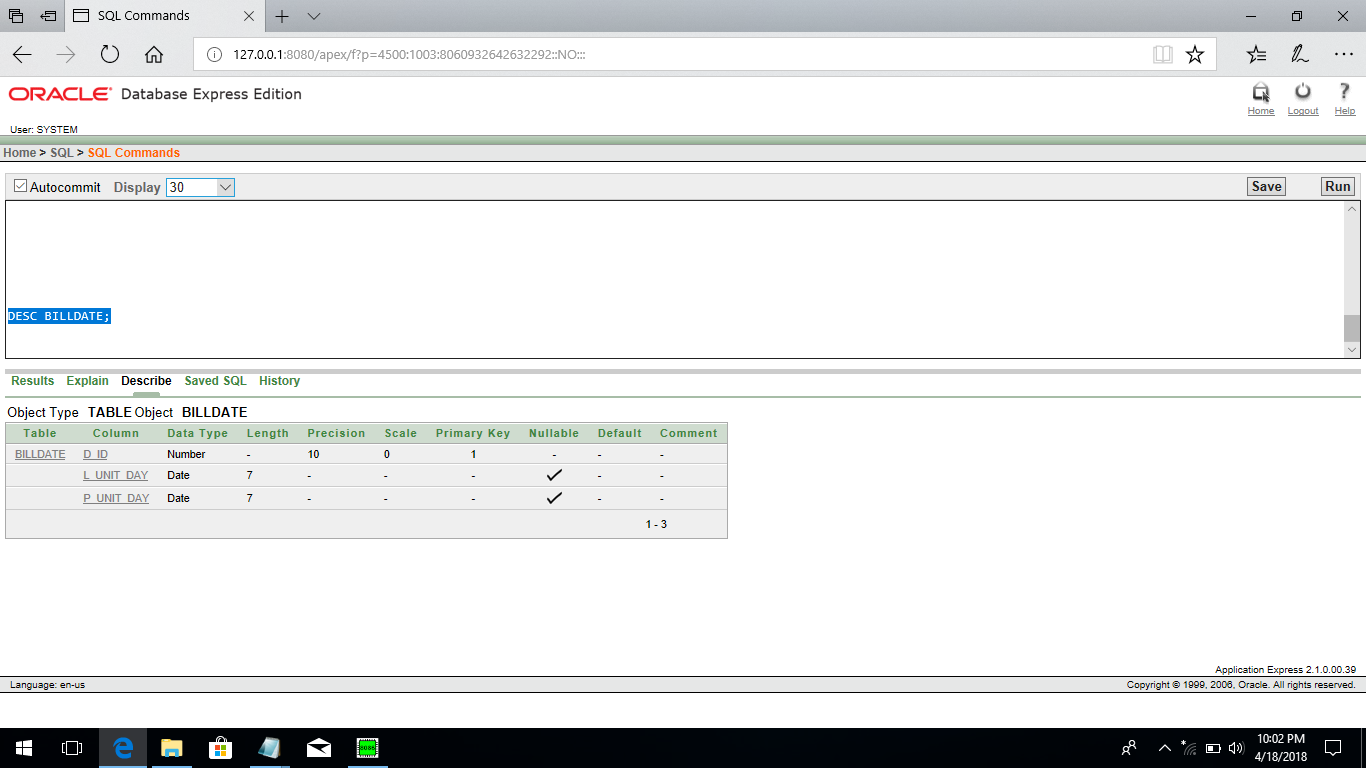 SQL Commands
127.0.0.1:8080/apex/f?p=4500:1003:8060932642632292::NO:::
ORACLE® Database Express Edition
Home Logout Help
User: SYSTEM
Home > SQL > SQL Commands
Autocommit Display 30 Save Run
DESC BILLDATE;
Results Explain Describe Saved SQL History
Object Type TABLE Object BILLDATE
Table Column Data Type Length Precision Scale Primary Key Nullable Default Comment
BILLDATE D_ID Number - 10 0 1 - - -
L_UNIT_DAY Date 7 - - - - -
P_UNIT_DAY Date 7 - - - - -
1 - 3
Application Express 2.1.0.00.39
Language: en-us Copyright © 1999, 2006, Oracle. All rights reserved.
8086
10:02 PM
4/18/2018